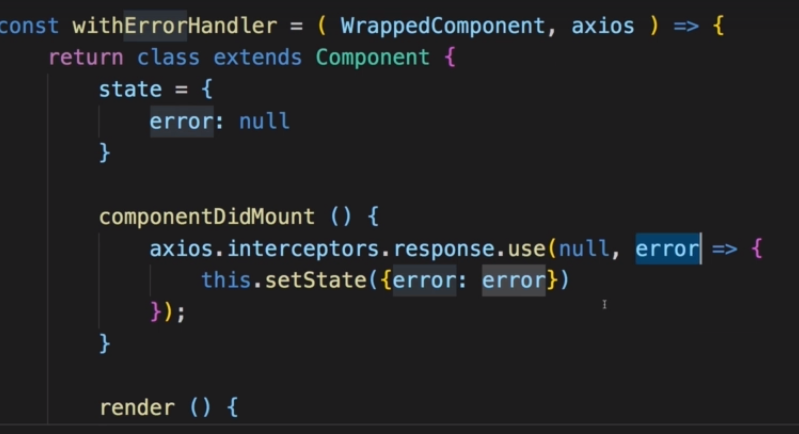 const withErrorHandler = ( WrappedComponent, axios ) => {
return class extends Component {
state = {
error: null
}
componentDidMount () {
axios.interceptors.response.use(null, error => {
this.setState({error: error})
});
}
render () {